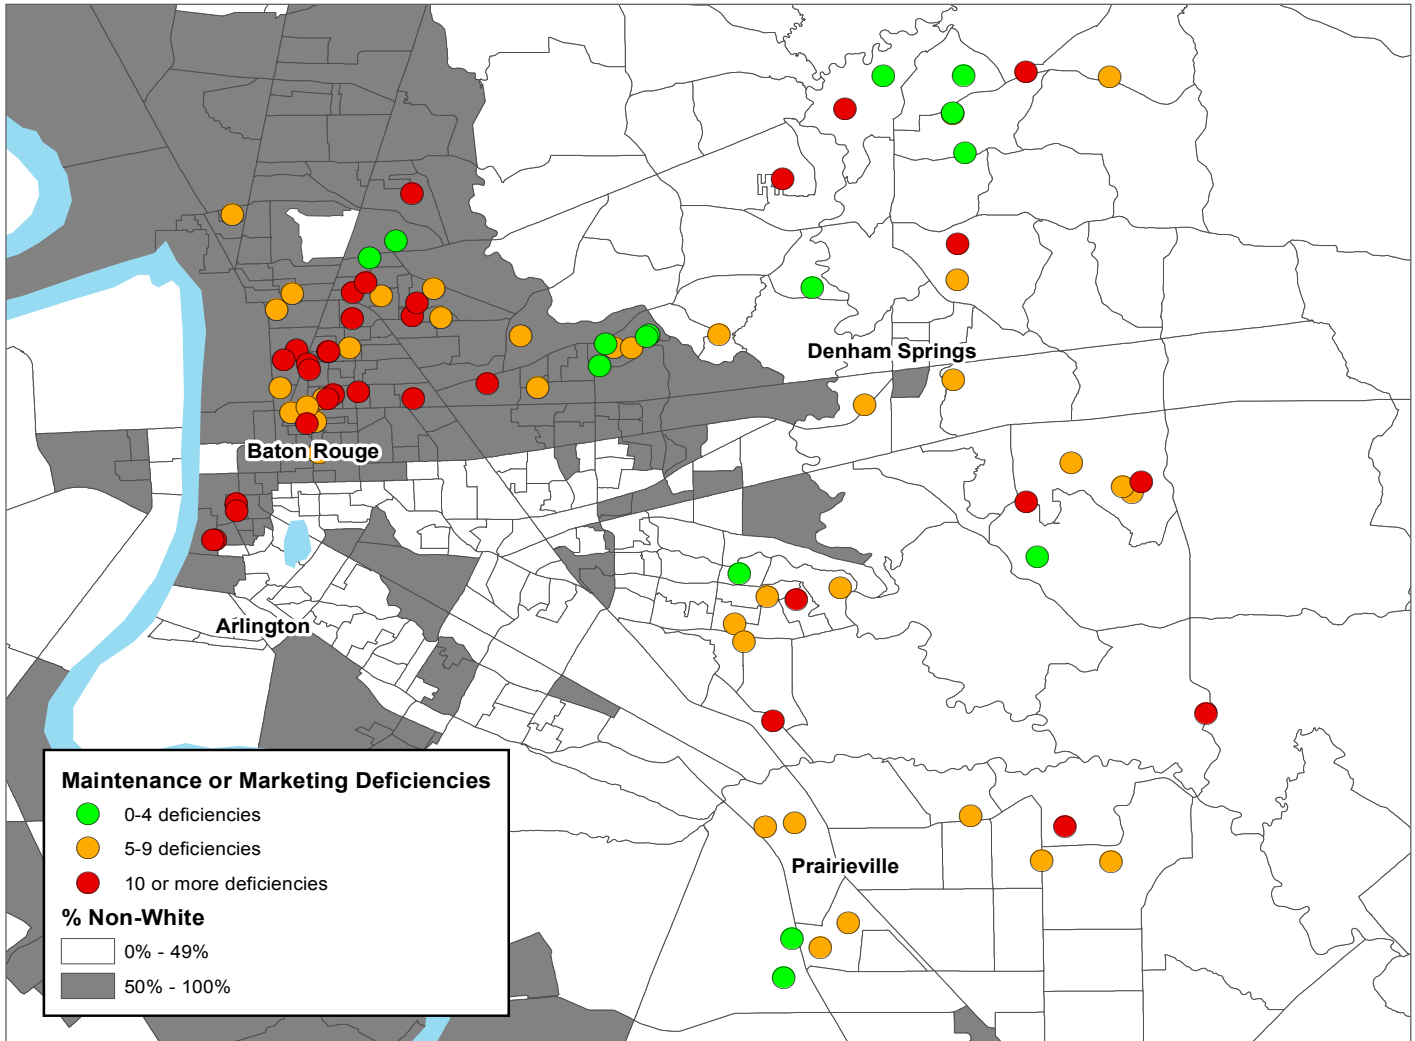 Denham Springs
Baton Rouge
Arlington
Prairieville
Maintenance or Marketing Deficiencies
0-4 deficiencies
5-9 deficiencies
10 or more deficiencies
% Non-White
0% - 49%
50% - 100%